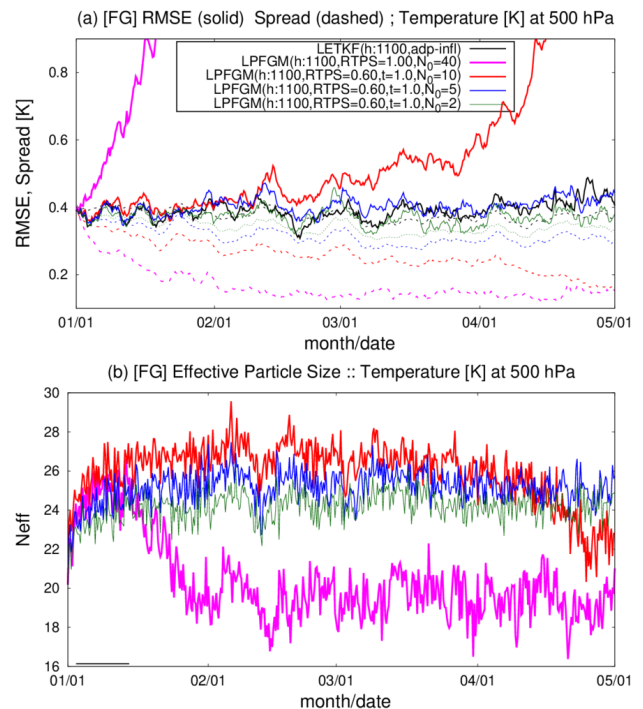 (a) [FG] RMSE (solid) Spread (dashed) ; Temperature [K] at 500 hPa
LETKF(h:1100,adp-infl)
LPFGM(h:1100,RTPS=1.00,N₀=40)
LPFGM(h:1100,RTPS=0.60,t=1.0,N₀=10)
LPFGM(h:1100,RTPS=0.60,t=1.0,N₀=5)
LPFGM(h:1100,RTPS=0.60,t=1.0,N₀=2)
RMSE, Spread [K]
0.8
0.6
0.4
0.2
01/01 02/01 03/01 04/01 05/01
month/date
(b) [FG] Effective Particle Size :: Temperature [K] at 500 hPa
Neff
30
28
26
24
22
20
18
16
01/01 02/01 03/01 04/01 05/01
month/date